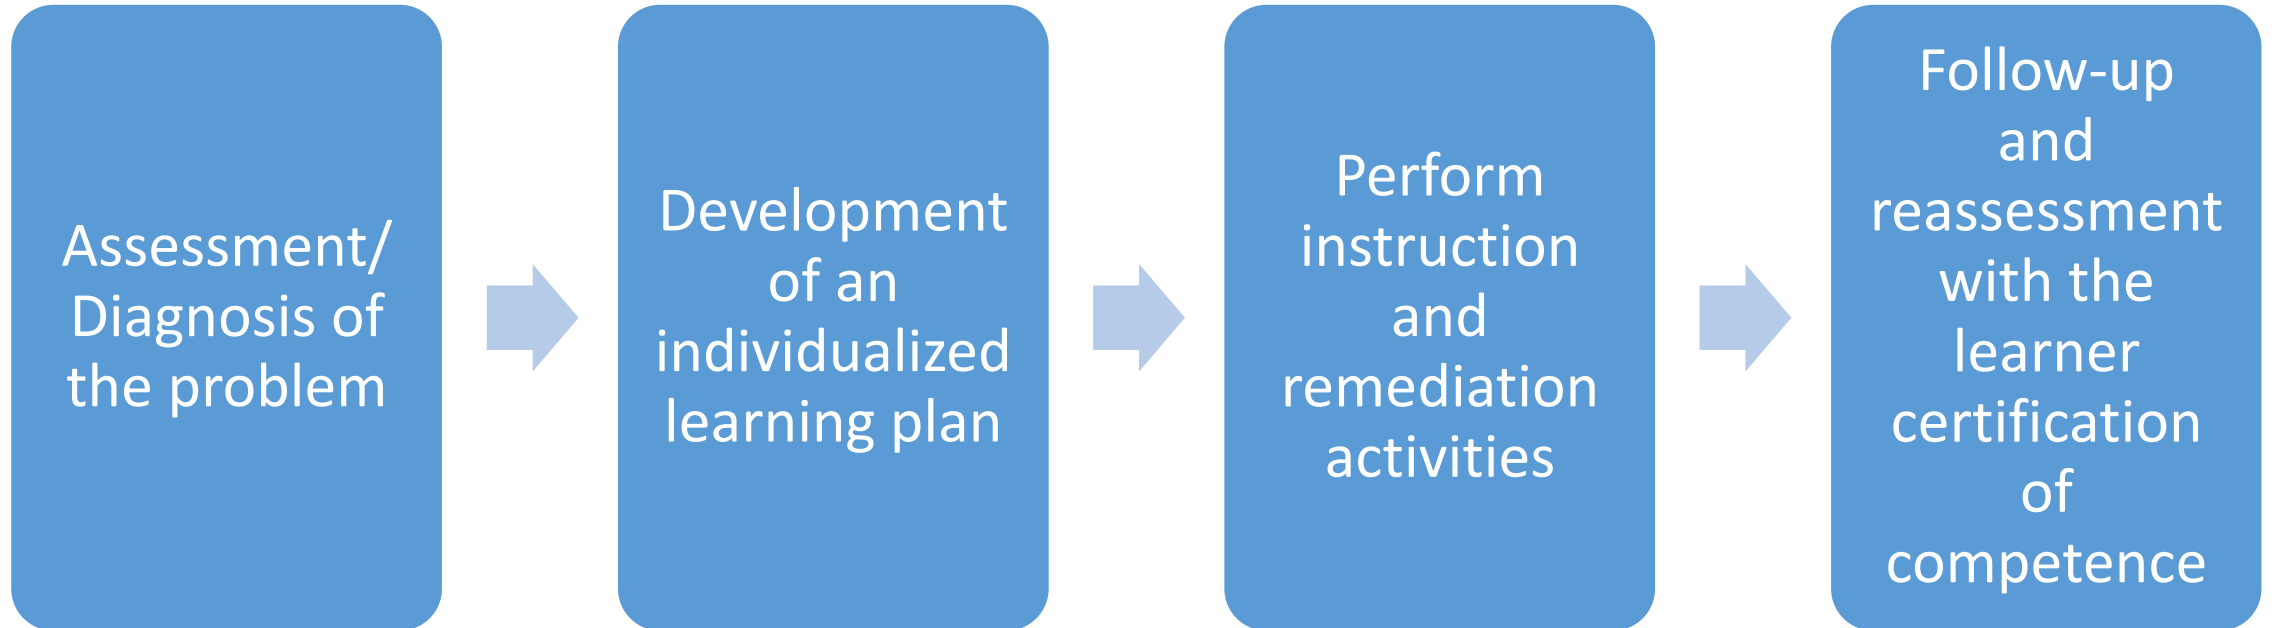 Assessment/
Diagnosis of
the problem
Development
of an
individualized
learning plan
Perform
instruction
and
remediation
activities
Follow-up
and
reassessment
with the
learner
certification
of
competence